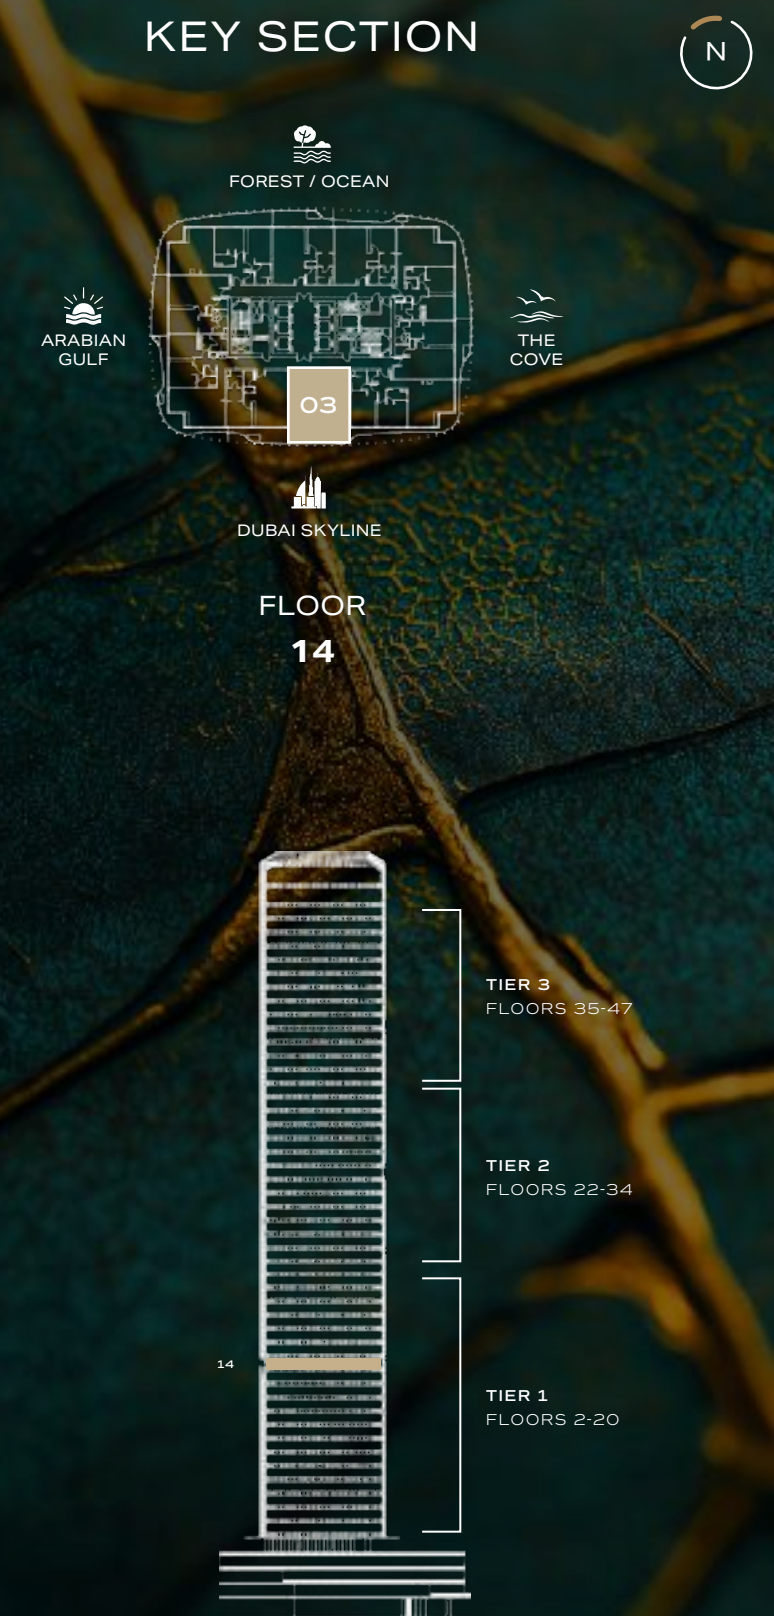 KEY SECTION
N
FOREST / OCEAN
ARABIAN
GULF
THE
COVE
03
DUBAI SKYLINE
FLOOR
14
TIER 3
FLOORS 35-47
TIER 2
FLOORS 22-34
14
TIER 1
FLOORS 2-20